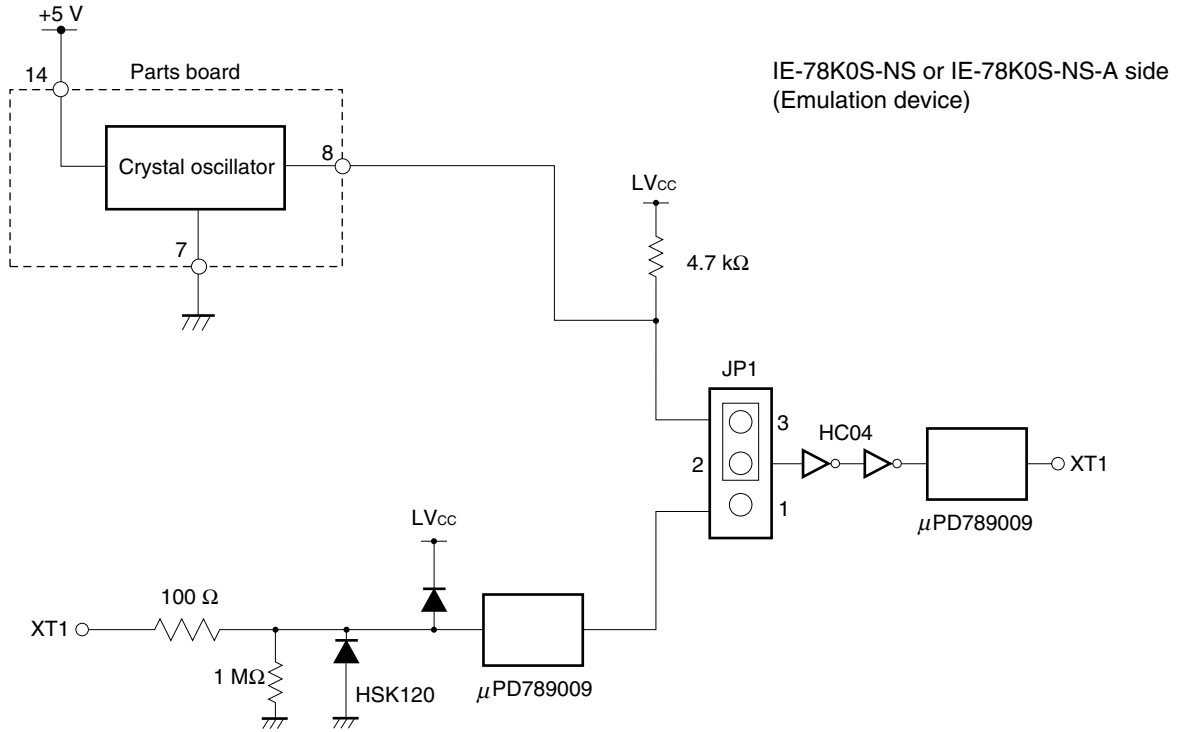 +5 V
14
Parts board
IE-78K0S-NS or IE-78K0S-NS-A side
(Emulation device)
Crystal oscillator
8
7
LVCC
4.7 kΩ
JP1
3
2
1
HC04
XT1
μPD789009
LVCC
100 Ω
XT1
1 MΩ
HSK120
μPD789009